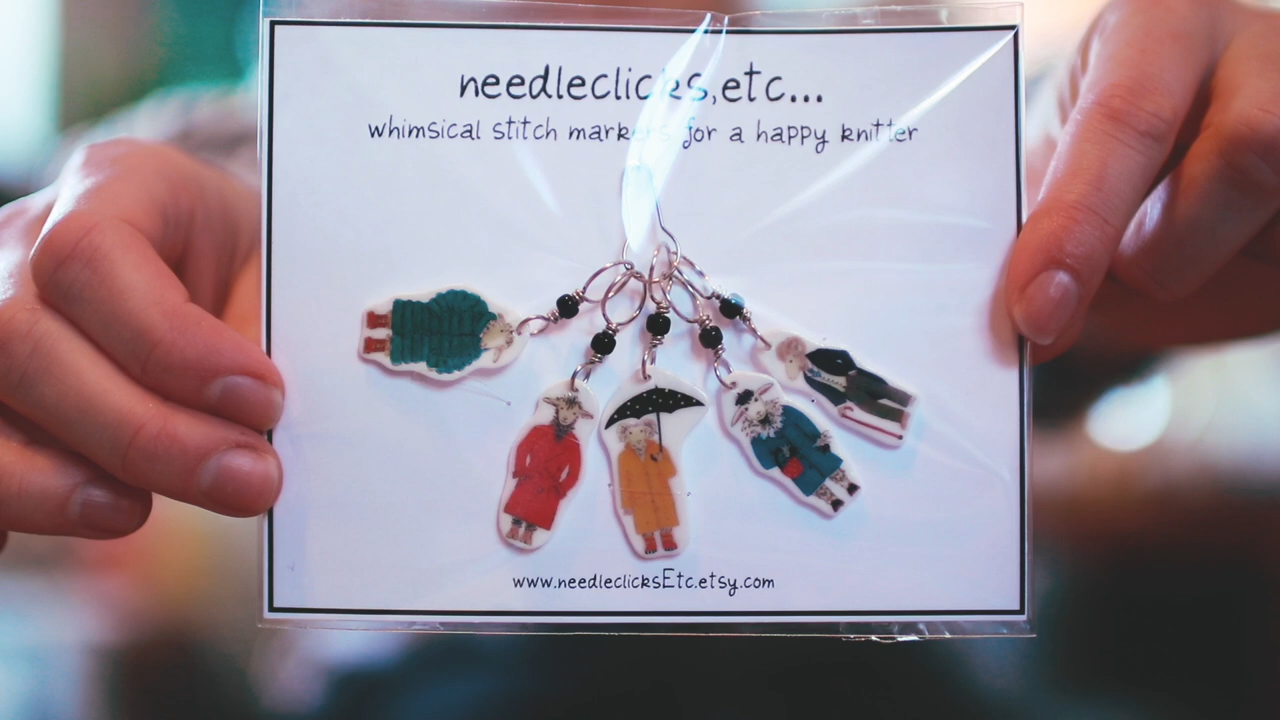 needleclicks,etc...
whimsical stitch markers for a happy knitter
www.needleclicksEtc.etsy.com